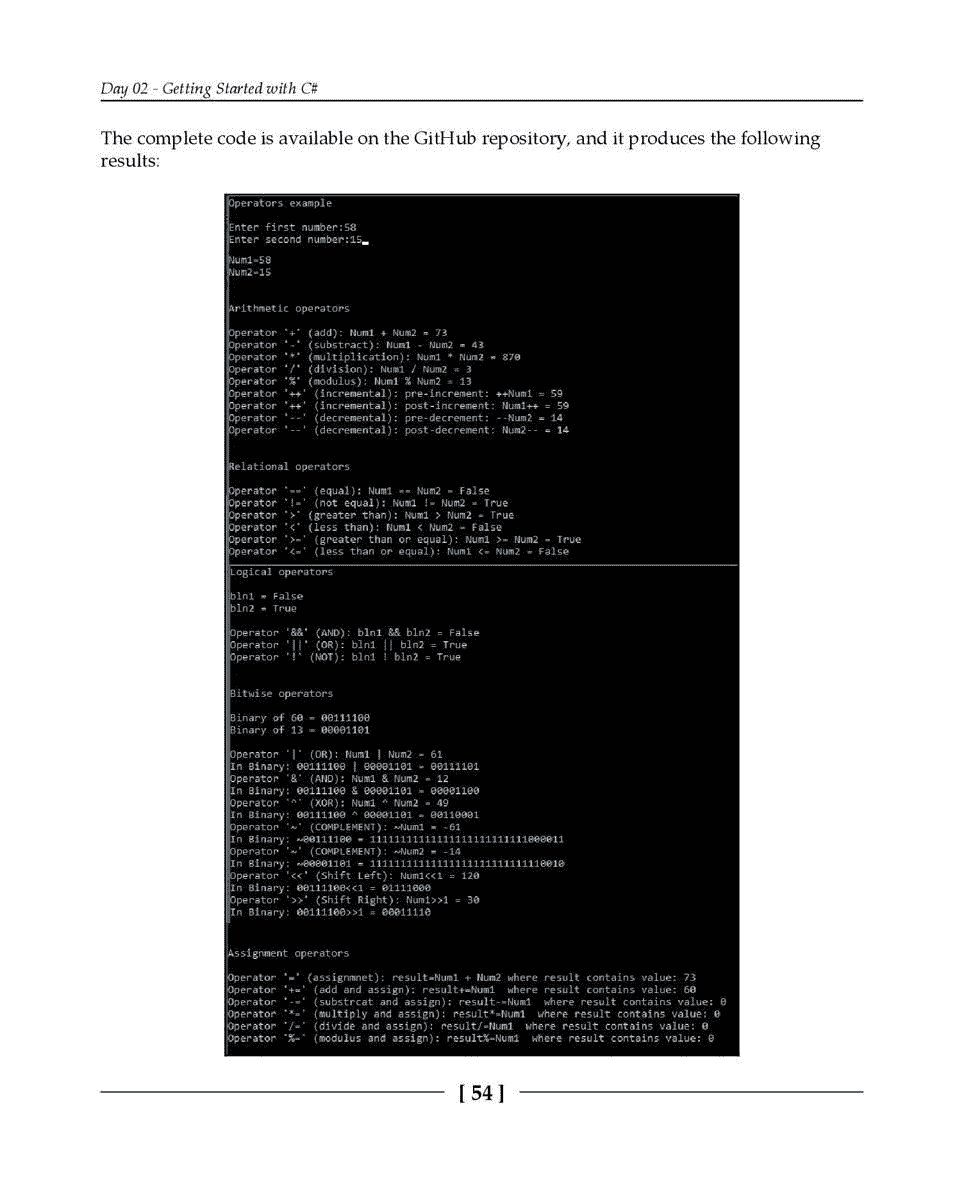 Day 02 - Getting Started with C#
The complete code is available on the GitHub repository, and it produces the following
results:
Operators example
Enter first number:58
Enter second number:15
Num1=58
Num2=15
Arithmetic operators
Operator '+' (add): Num1 + Num2 = 73
Operator '-' (substract): Num1 - Num2 = 43
Operator '*' (multiplication): Num1 * Num2 = 870
Operator '/' (division): Num1 / Num2 = 3
Operator '%' (modulus): Num1 % Num2 = 13
Operator '++' (incremental): pre-increment: ++Num1 = 59
Operator '++' (incremental): post-increment: Num1++ = 59
Operator '--' (decremental): pre-decrement: --Num2 = 14
Operator '--' (decremental): post-decrement: Num2-- = 14
Relational operators
Operator '==' (equal): Num1 == Num2 = False
Operator '!=' (not equal): Num1 != Num2 = True
Operator '>' (greater than): Num1 > Num2 = True
Operator '<' (less than): Num1 < Num2 = False
Operator '>=' (greater than or equal): Num1 >= Num2 = True
Operator '<=' (less than or equal): Num1 <= Num2 = False
Logical operators
bln1 = False
bln2 = True
Operator '&&' (AND): bln1 && bln2 = False
Operator '||' (OR): bln1 || bln2 = True
Operator '!' (NOT): bln1 ! bln2 = True
Bitwise operators
Binary of 60 = 00111100
Binary of 13 = 00001101
Operator '|' (OR): Num1 | Num2 = 61
In Binary: 00111100 | 00001101 = 00111101
Operator '&' (AND): Num1 & Num2 = 12
In Binary: 00111100 & 00001101 = 00001100
Operator '^' (XOR): Num1 ^ Num2 = 49
In Binary: 00111100 ^ 00001101 = 00110001
Operator '~' (COMPLEMENT): ~Num1 = -61
In Binary: ~00111100 = 11111111111111111111111111000011
Operator '~' (COMPLEMENT): ~Num2 = -14
In Binary: ~00001101 = 11111111111111111111111111110010
Operator '<<' (Shift Left): Num1<<1 = 120
In Binary: 00111100<<1 = 01111000
Operator '>>' (Shift Right): Num1>>1 = 30
In Binary: 00111100>>1 = 00011110
Assignment operators
Operator '=' (assignmnet): result=Num1 + Num2 where result contains value: 73
Operator '+=' (add and assign): result+=Num1  where result contains value: 60
Operator '-=' (substrcat and assign): result-=Num1  where result contains value: 0
Operator '*=' (multiply and assign): result*=Num1  where result contains value: 0
Operator '/=' (divide and assign): result/=Num1  where result contains value: 0
Operator '%=' (modulus and assign): result%=Num1  where result contains value: 0
[ 54 ]